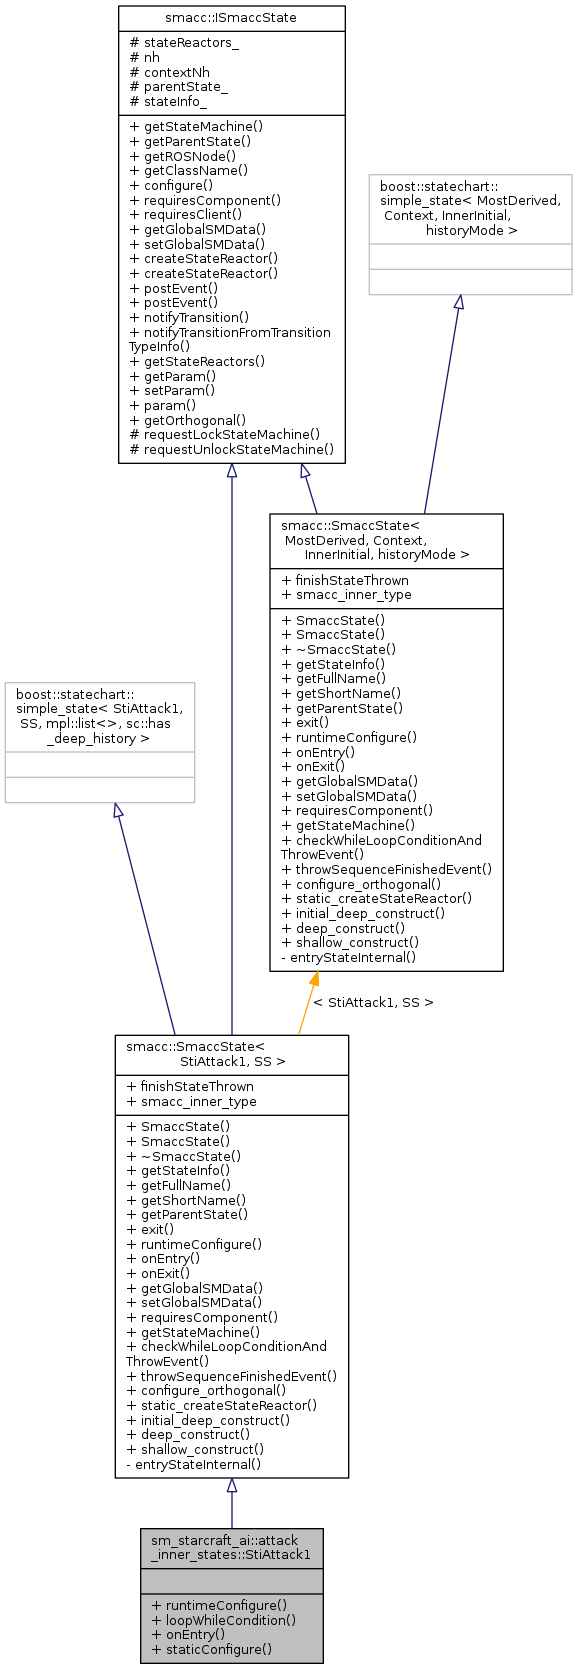 smacc::ISmaccState
# stateReactors_
# nh
# contextNh
# parentState_
# stateInfo_
+ getStateMachine()
+ getParentState()
+ getROSNode()
+ getClassName()
+ configure()
+ requiresComponent()
+ requiresClient()
+ getGlobalSMData()
+ setGlobalSMData()
+ createStateReactor()
+ createStateReactor()
+ postEvent()
+ postEvent()
+ notifyTransition()
+ notifyTransitionFromTransition
TypeInfo()
+ getStateReactors()
+ getParam()
+ setParam()
+ param()
+ getOrthogonal()
# requestLockStateMachine()
# requestUnlockStateMachine()
boost::statechart::
simple_state< MostDerived,
Context, InnerInitial,
historyMode >
smacc::SmaccState<
MostDerived, Context,
InnerInitial, historyMode >
+ finishStateThrown
+ smacc_inner_type
+ SmaccState()
+ SmaccState()
+ ~SmaccState()
+ getStateInfo()
+ getFullName()
+ getShortName()
+ getParentState()
+ exit()
+ runtimeConfigure()
+ onEntry()
+ onExit()
+ getGlobalSMData()
+ setGlobalSMData()
+ requiresComponent()
+ getStateMachine()
+ checkWhileLoopConditionAnd
ThrowEvent()
+ throwSequenceFinishedEvent()
+ configure_orthogonal()
+ static_createStateReactor()
+ initial_deep_construct()
+ deep_construct()
+ shallow_construct()
- entryStateInternal()
boost::statechart::
simple_state< StiAttack1,
SS, mpl::list<>, sc::has
_deep_history >
< StiAttack1, SS >
smacc::SmaccState<
StiAttack1, SS >
+ finishStateThrown
+ smacc_inner_type
+ SmaccState()
+ SmaccState()
+ ~SmaccState()
+ getStateInfo()
+ getFullName()
+ getShortName()
+ getParentState()
+ exit()
+ runtimeConfigure()
+ onEntry()
+ onExit()
+ getGlobalSMData()
+ setGlobalSMData()
+ requiresComponent()
+ getStateMachine()
+ checkWhileLoopConditionAnd
ThrowEvent()
+ throwSequenceFinishedEvent()
+ configure_orthogonal()
+ static_createStateReactor()
+ initial_deep_construct()
+ deep_construct()
+ shallow_construct()
- entryStateInternal()
sm_starcraft_ai::attack
_inner_states::StiAttack1
+ runtimeConfigure()
+ loopWhileCondition()
+ onEntry()
+ staticConfigure()